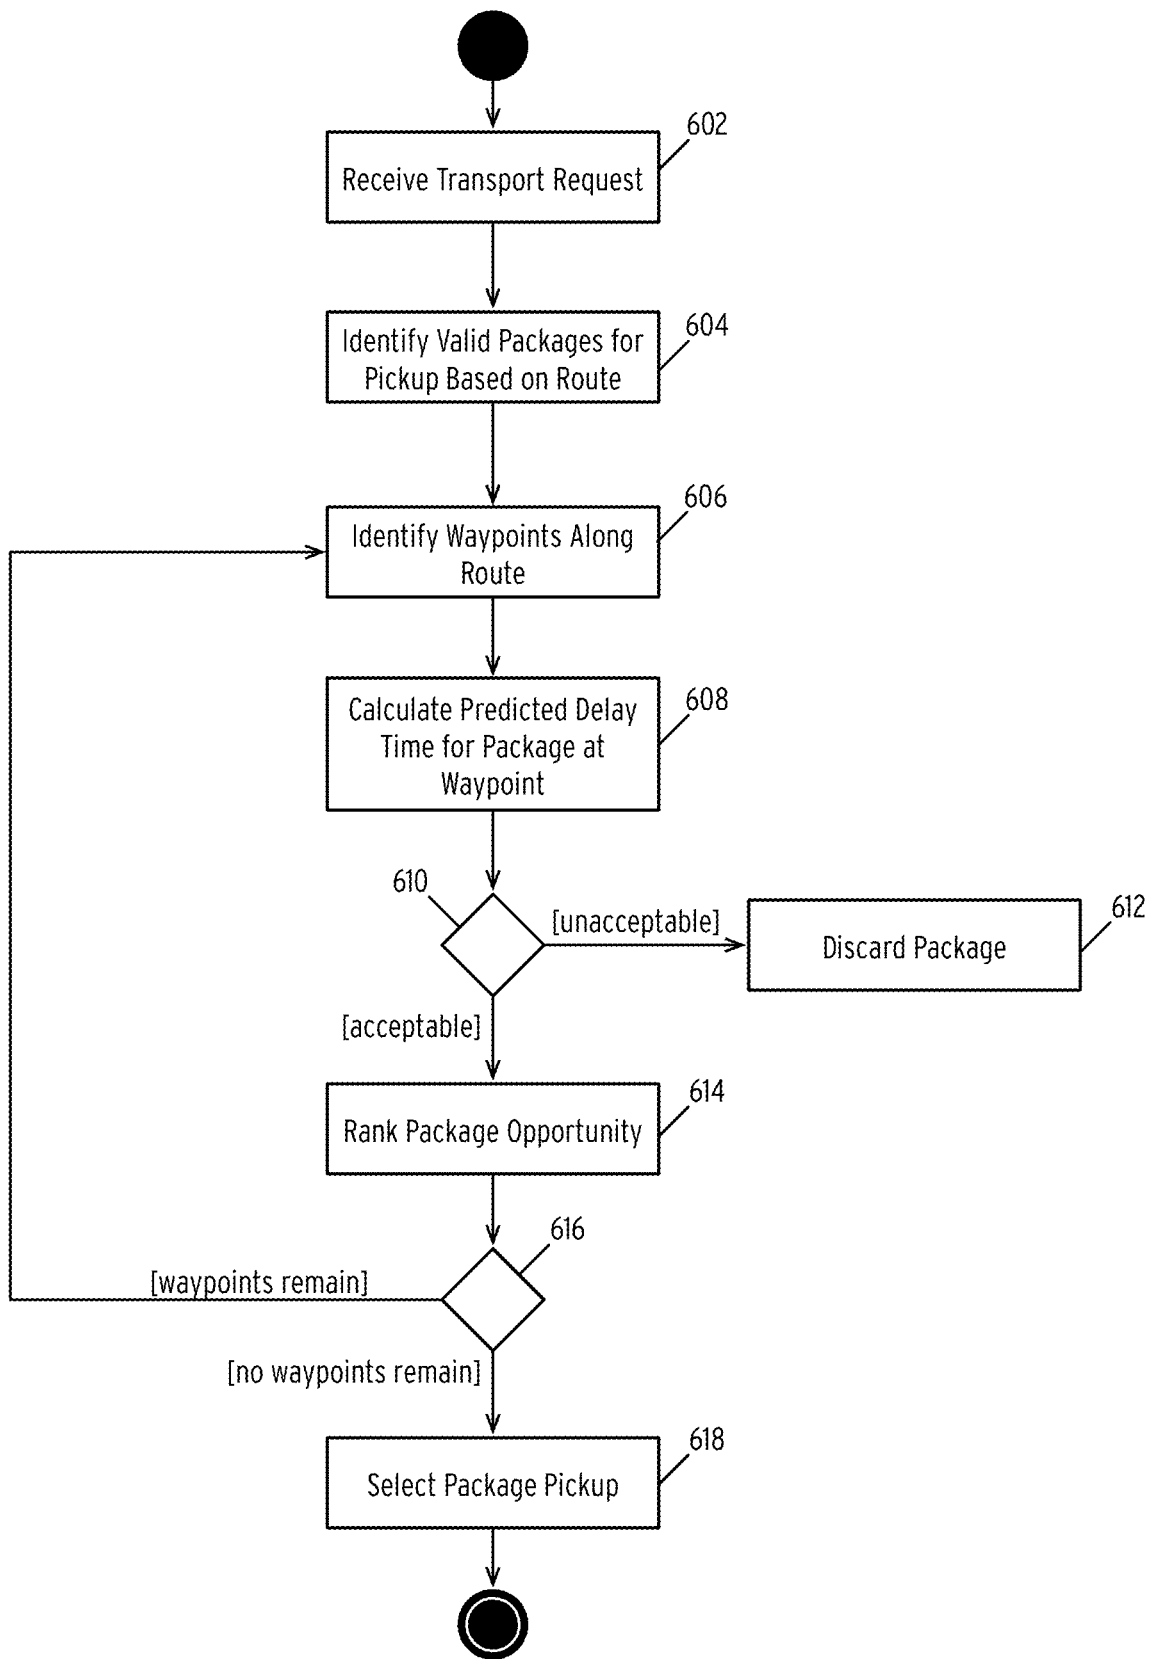 602
Receive Transport Request
604
Identify Valid Packages for
Pickup Based on Route
606
Identify Waypoints Along
Route
608
Calculate Predicted Delay
Time for Package at
Waypoint
610
[unacceptable]
612
Discard Package
[acceptable]
614
Rank Package Opportunity
616
[waypoints remain]
[no waypoints remain]
618
Select Package Pickup